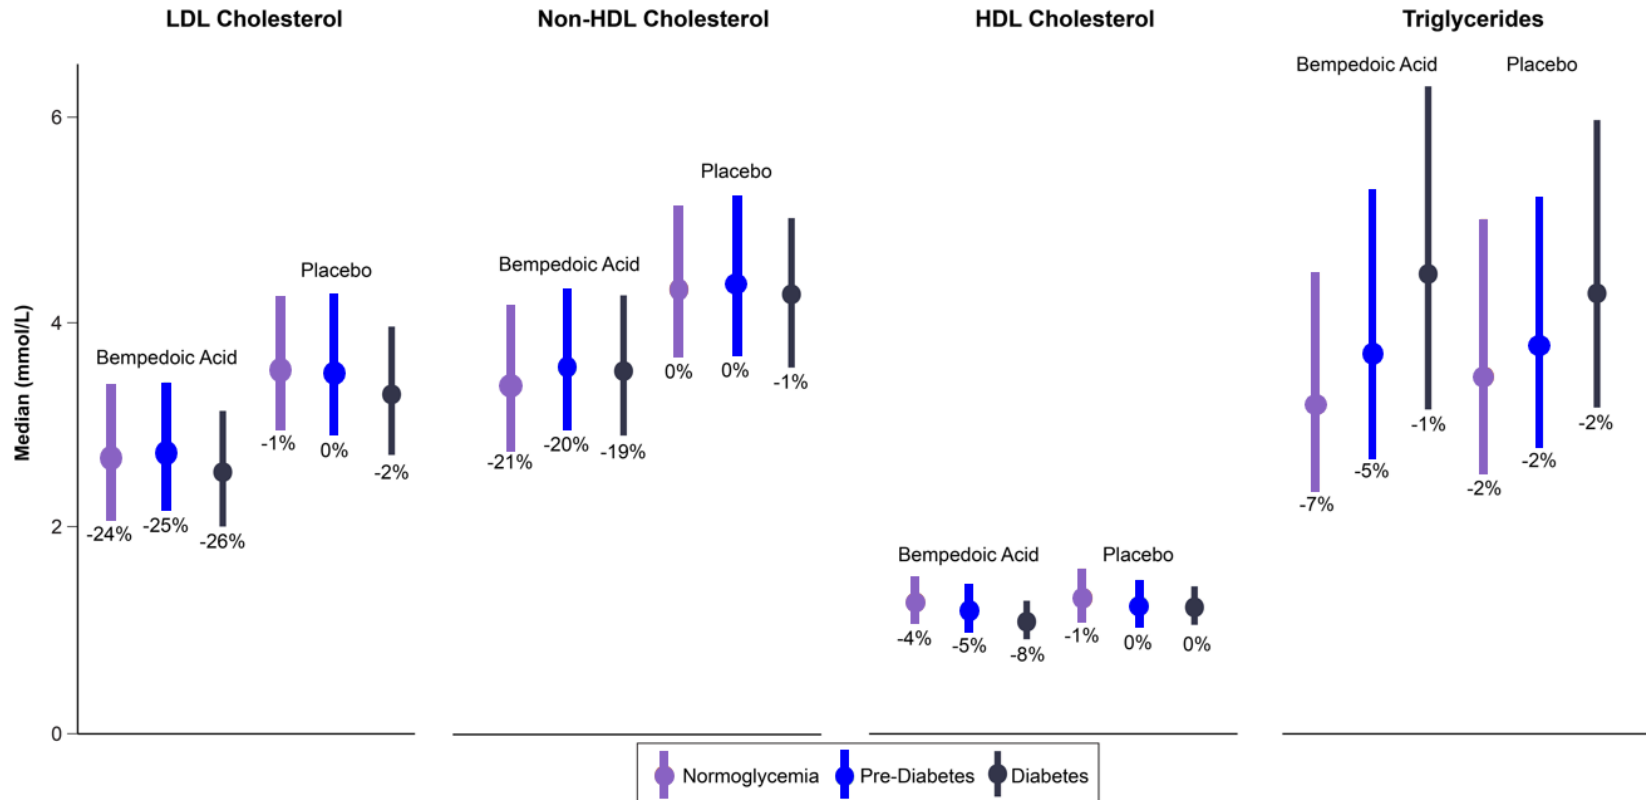 LDL Cholesterol
Non-HDL Cholesterol
HDL Cholesterol
Triglycerides
Median (mmol/L)
6
4
2
0
Bempedoic Acid
Placebo
-24%
-25%
-26%
-1%
0%
-2%
Bempedoic Acid
Placebo
-21%
-20%
-19%
0%
0%
-1%
Bempedoic Acid
Placebo
-4%
-5%
-8%
-1%
0%
0%
Bempedoic Acid
Placebo
-7%
-5%
-1%
-2%
-2%
-2%
Normoglycemia
Pre-Diabetes
Diabetes